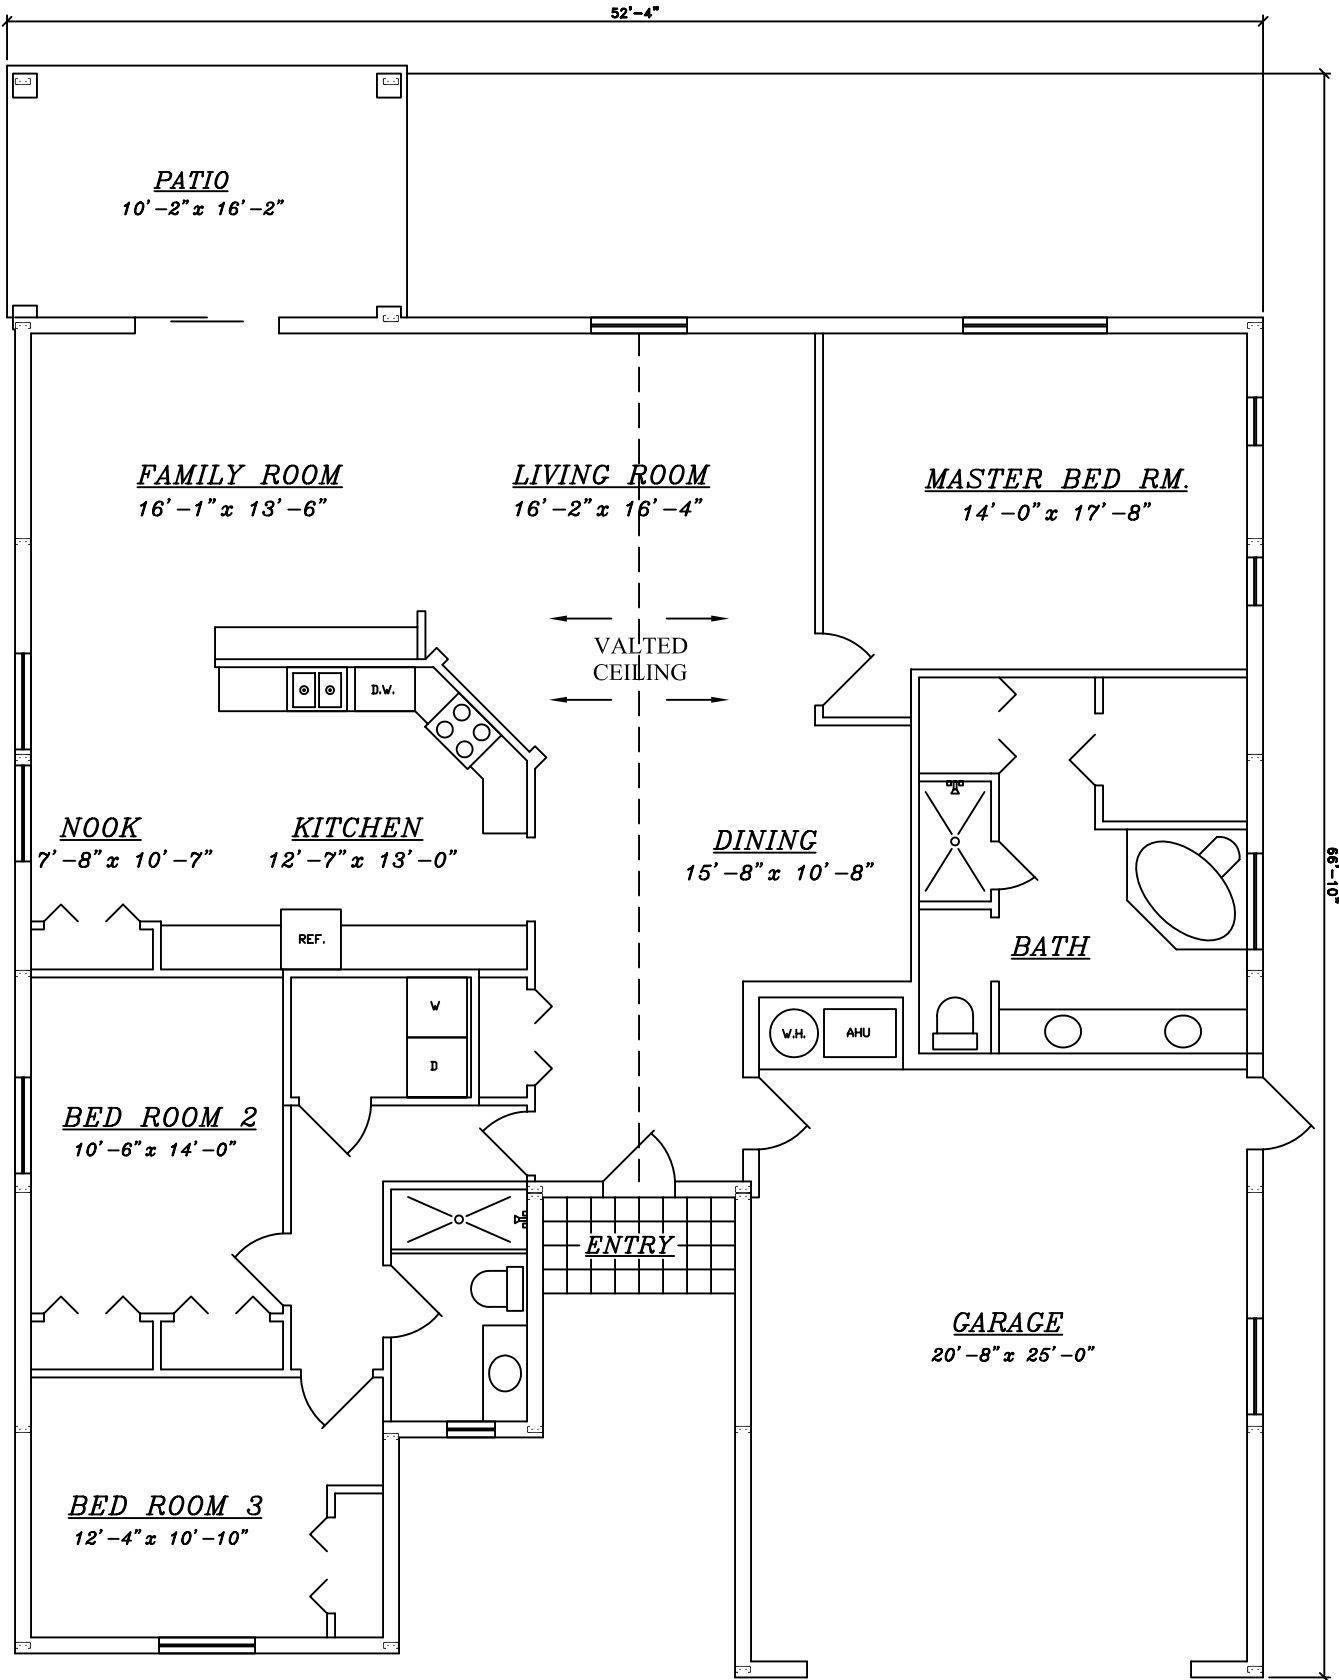 52'-4"
PATIO
10'-2" x 16'-2"
FAMILY ROOM
16'-1" x 13'-6"
LIVING ROOM
16'-2" x 16'-4"
MASTER BED RM.
14'-0" x 17'-8"
VALTED
CEILING
D.W.
NOOK
7'-8" x 10'-7"
KITCHEN
12'-7" x 13'-0"
DINING
15'-8" x 10'-8"
66'-10"
REF.
BATH
W
D
W.H.
AHU
BED ROOM 2
10'-6" x 14'-0"
ENTRY
GARAGE
20'-8" x 25'-0"
BED ROOM 3
12'-4" x 10'-10"